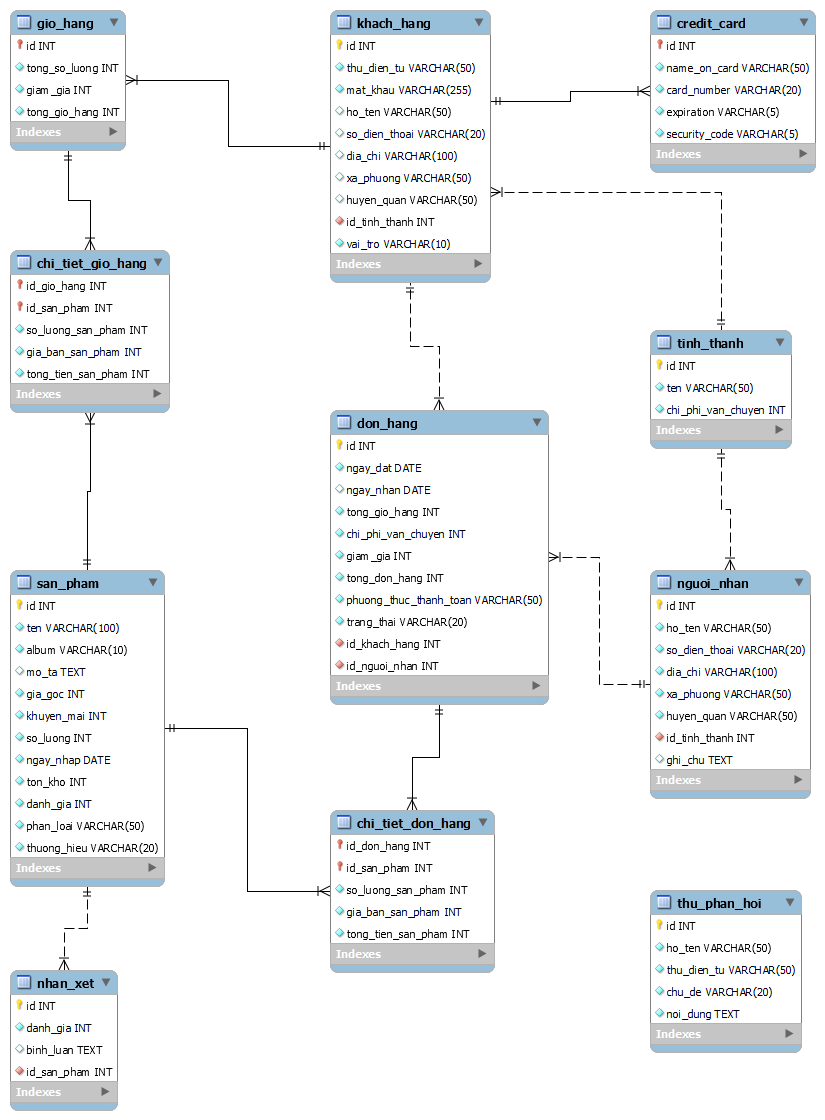 gio_hang
id INT
tong_so_luong INT
giam_gia INT
tong_gio_hang INT
Indexes
khach_hang
id INT
thu_dien_tu VARCHAR(50)
mat_khau VARCHAR(255)
ho_ten VARCHAR(50)
so_dien_thoai VARCHAR(20)
dia_chi VARCHAR(100)
xa_phuong VARCHAR(50)
huyen_quan VARCHAR(50)
id_tinh_thanh INT
vai_tro VARCHAR(10)
Indexes
credit_card
id INT
name_on_card VARCHAR(50)
card_number VARCHAR(20)
expiration VARCHAR(5)
security_code VARCHAR(5)
Indexes
chi_tiet_gio_hang
id_gio_hang INT
id_san_pham INT
so_luong_san_pham INT
gia_ban_san_pham INT
tong_tien_san_pham INT
Indexes
tinh_thanh
id INT
ten VARCHAR(50)
chi_phi_van_chuyen INT
Indexes
don_hang
id INT
ngay_dat DATE
ngay_nhan DATE
tong_gio_hang INT
chi_phi_van_chuyen INT
giam_gia INT
tong_don_hang INT
phuong_thuc_thanh_toan VARCHAR(50)
trang_thai VARCHAR(20)
id_khach_hang INT
id_nguoi_nhan INT
Indexes
san_pham
id INT
ten VARCHAR(100)
album VARCHAR(10)
mo_ta TEXT
gia_goc INT
khuyen_mai INT
so_luong INT
ngay_nhap DATE
ton_kho INT
danh_gia INT
phan_loai VARCHAR(50)
thuong_hieu VARCHAR(20)
Indexes
nguoi_nhan
id INT
ho_ten VARCHAR(50)
so_dien_thoai VARCHAR(20)
dia_chi VARCHAR(100)
xa_phuong VARCHAR(50)
huyen_quan VARCHAR(50)
id_tinh_thanh INT
ghi_chu TEXT
Indexes
chi_tiet_don_hang
id_don_hang INT
id_san_pham INT
so_luong_san_pham INT
gia_ban_san_pham INT
tong_tien_san_pham INT
Indexes
thu_phan_hoi
id INT
ho_ten VARCHAR(50)
thu_dien_tu VARCHAR(50)
chu_de VARCHAR(20)
noi_dung TEXT
Indexes
nhan_xet
id INT
danh_gia INT
binh_luan TEXT
id_san_pham INT
Indexes